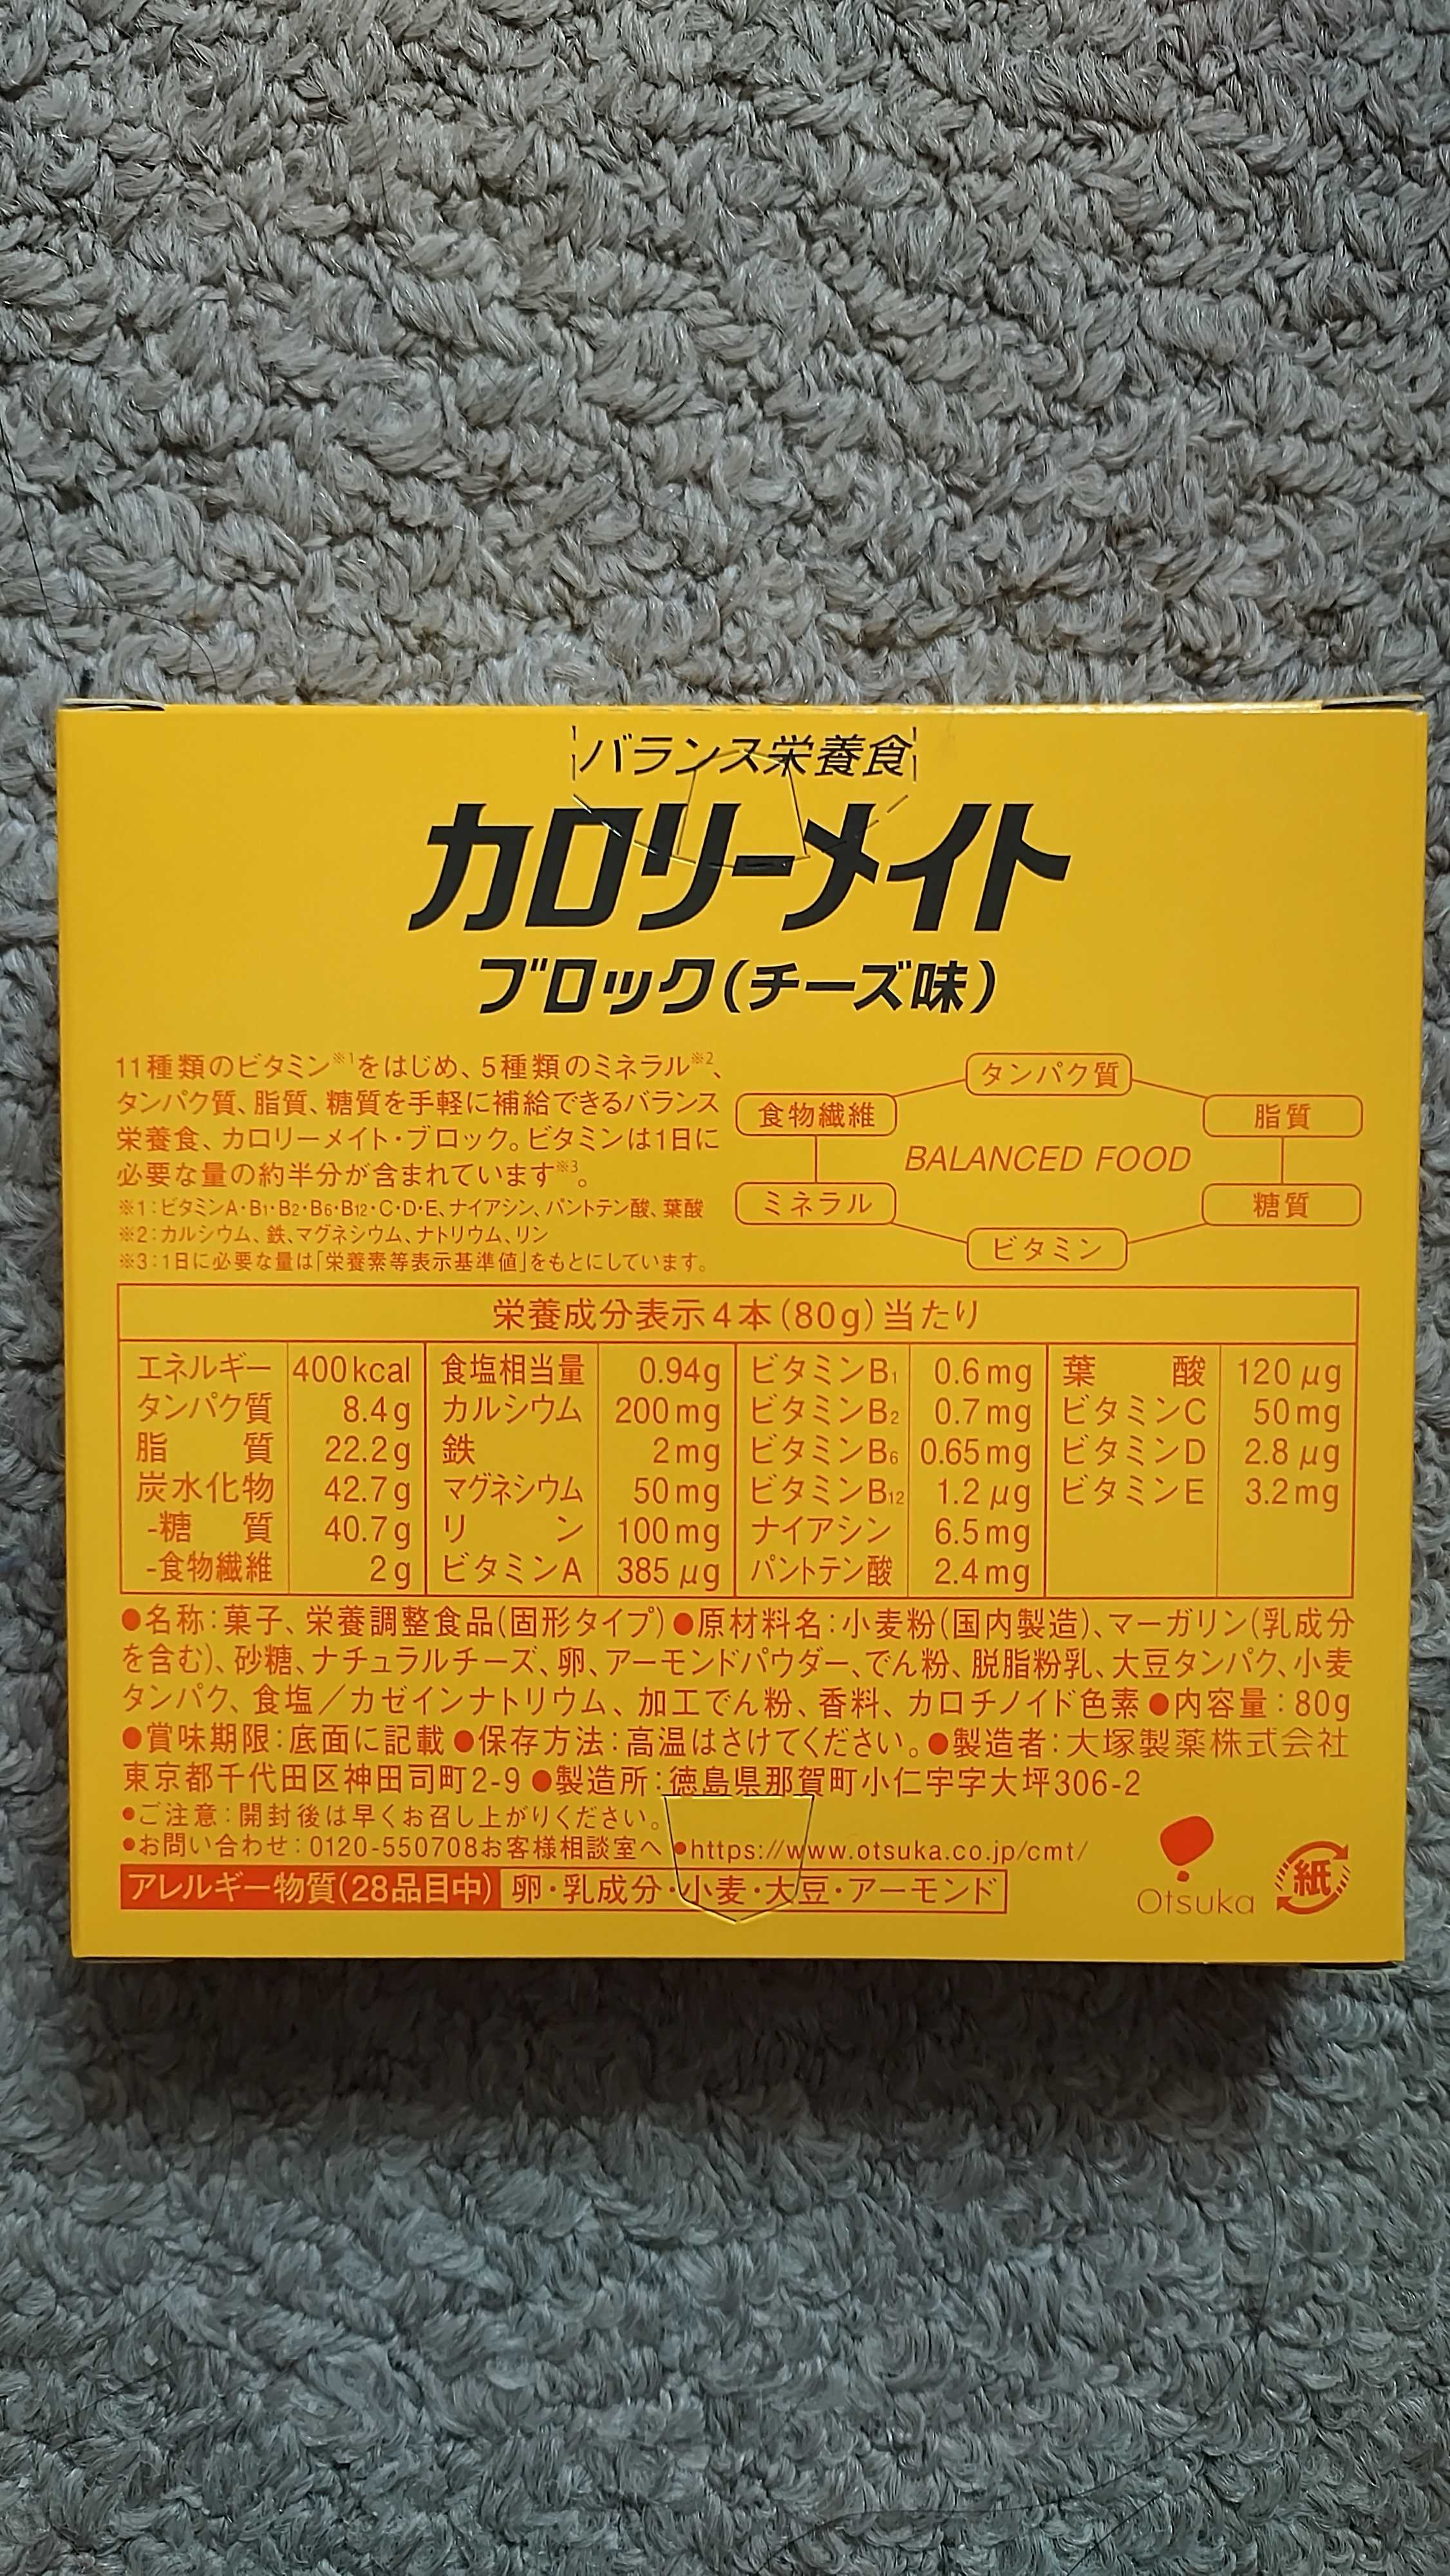 バランス栄養食
カロリーメイト
ブロック(チーズ味)
11種類のビタミン※1をはじめ、5種類のミネラル※2、
タンパク質、脂質、糖質を手軽に補給できるバランス
栄養食、カロリーメイト・ブロック。ビタミンは1日に
必要な量の約半分が含まれています※3。
※1:ビタミンA・B1・B2・B6・B12・C・D・E、ナイアシン、パントテン酸、葉酸
※2:カルシウム、鉄、マグネシウム、ナトリウム、リン
※3:1日に必要な量は「栄養素等表示基準値」をもとにしています。
タンパク質
食物繊維 脂質
BALANCED FOOD
ミネラル 糖質
ビタミン
栄養成分表示4本(80g)当たり
エネルギー 400kcal 食塩相当量 0.94g ビタミンB1 0.6mg 葉酸 120μg
タンパク質 8.4g カルシウム 200mg ビタミンB2 0.7mg ビタミンC 50mg
脂質 22.2g 鉄 2mg ビタミンB6 0.65mg ビタミンD 2.8μg
炭水化物 42.7g マグネシウム 50mg ビタミンB12 1.2μg ビタミンE 3.2mg
-糖質 40.7g リン 100mg ナイアシン 6.5mg
-食物繊維 2g ビタミンA 385μg パントテン酸 2.4mg
●名称:菓子、栄養調整食品(固形タイプ)●原材料名:小麦粉(国内製造)、マーガリン(乳成分
を含む)、砂糖、ナチュラルチーズ、卵、アーモンドパウダー、でん粉、脱脂粉乳、大豆タンパク、小麦
タンパク、食塩/カゼインナトリウム、加工でん粉、香料、カロチノイド色素●内容量:80g
●賞味期限:底面に記載●保存方法:高温はさけてください。●製造者:大塚製薬株式会社
東京都千代田区神田司町2-9●製造所:徳島県那賀町小仁宇字大坪306-2
●ご注意:開封後は早くお召し上がりください。
●お問い合わせ:0120-550708お客様相談室へ●https://www.otsuka.co.jp/cmt/
アレルギー物質(28品目中) 卵・乳成分・小麦・大豆・アーモンド
Otsuka
紙